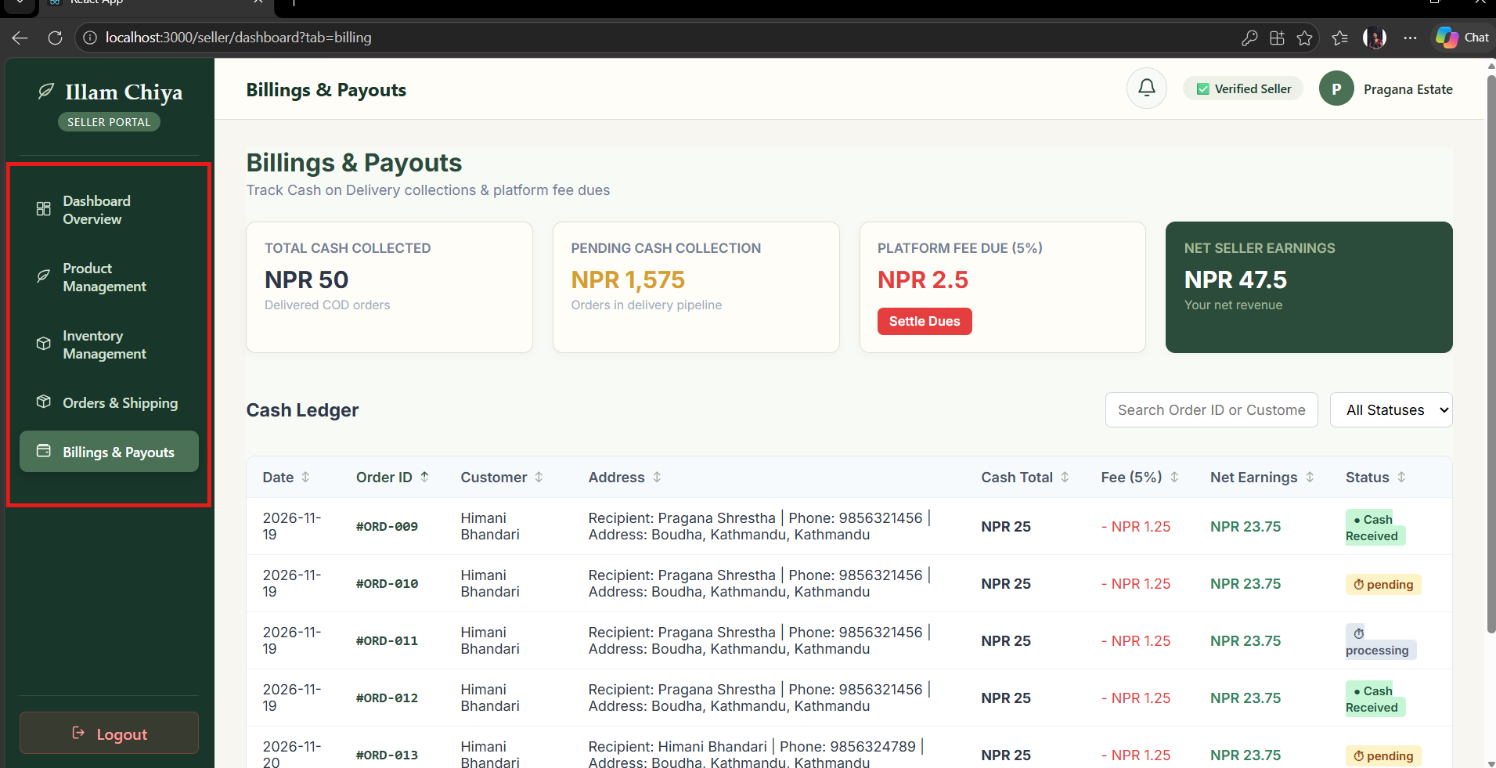 React App
localhost:3000/seller/dashboard?tab=billing
Chat
Illam Chiya
SELLER PORTAL
Dashboard
Overview
Product
Management
Inventory
Management
Orders & Shipping
Billings & Payouts
Logout
Billings & Payouts
✅ Verified Seller
P
Pragana Estate
Billings & Payouts
Track Cash on Delivery collections & platform fee dues
TOTAL CASH COLLECTED
NPR 50
Delivered COD orders
PENDING CASH COLLECTION
NPR 1,575
Orders in delivery pipeline
PLATFORM FEE DUE (5%)
NPR 2.5
Settle Dues
NET SELLER EARNINGS
NPR 47.5
Your net revenue
Cash Ledger
Search Order ID or Custome
All Statuses
Date ↕ Order ID ↑ Customer ↕ Address ↕ Cash Total ↕ Fee (5%) ↕ Net Earnings ↕ Status ↕
2026-11-19 #ORD-009 Himani Bhandari Recipient: Pragana Shrestha | Phone: 9856321456 | Address: Boudha, Kathmandu, Kathmandu NPR 25 - NPR 1.25 NPR 23.75 ● Cash Received
2026-11-19 #ORD-010 Himani Bhandari Recipient: Pragana Shrestha | Phone: 9856321456 | Address: Boudha, Kathmandu, Kathmandu NPR 25 - NPR 1.25 NPR 23.75 ⏱ pending
2026-11-19 #ORD-011 Himani Bhandari Recipient: Pragana Shrestha | Phone: 9856321456 | Address: Boudha, Kathmandu, Kathmandu NPR 25 - NPR 1.25 NPR 23.75 ⏱ processing
2026-11-19 #ORD-012 Himani Bhandari Recipient: Pragana Shrestha | Phone: 9856321456 | Address: Boudha, Kathmandu, Kathmandu NPR 25 - NPR 1.25 NPR 23.75 ● Cash Received
2026-11-20 #ORD-013 Himani Bhandari Recipient: Himani Bhandari | Phone: 9856324789 | Address: Boudha, Kathmandu, Kathmandu NPR 25 - NPR 1.25 NPR 23.75 ⏱ pending